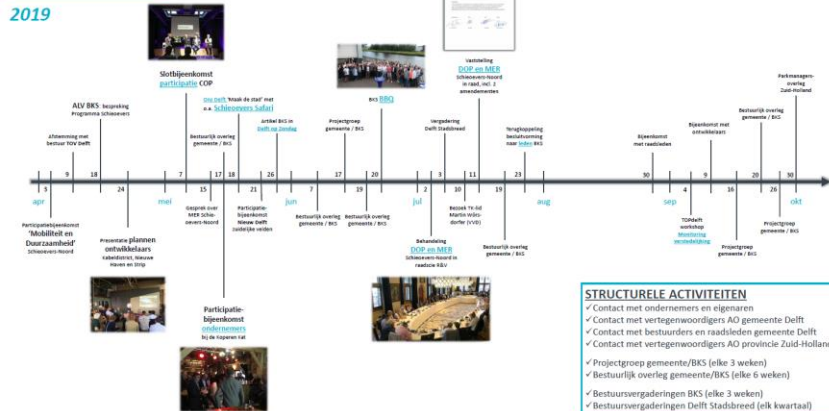 2019
Slotbijeenkomst
participatie COP
ALV BKS: bespreking
Programma Schieoevers
Afstemming met
bestuur TOV Delft
Ons Delft 'Maak de stad' met
o.a. Schieoevers Safari
Bestuurlijk overleg
gemeente / BKS
Artikel BKS in
Delft op Zondag
Projectgroep
gemeente / BKS
BKS BBQ
Vergadering
Delft Stadsbreed
Vaststelling
DOP en MER
Schieoevers-Noord
in raad, incl. 2
amendementen
Terugkoppeling
besluitvorming
naar leden BKS
Bijeenkomst
met raadsleden
Bijeenkomst met
ontwikkelaars
Bestuurlijk overleg
gemeente / BKS
Parkmanagers-
overleg
Zuid-Holland
9 18 7 17 18 26 17 20 3 11 23 30 9 20 30
apr mei jun jul aug sep okt
3 24 15 21 7 19 2 10 19 4 16 26
Participatiebijeenkomst
'Mobiliteit en
Duurzaamheid'
Schieoevers-Noord
Presentatie plannen
ontwikkelaars
Kabeldistrict, Nieuwe
Haven en Strip
Gesprek over
MER Schie-
oevers-Noord
Participatie-
bijeenkomst
ondernemers
bij de Koperen Kat
Participatie-
bijeenkomst
Nieuw Delft
zuidelijke velden
Bestuurlijk overleg
gemeente / BKS
Bestuurlijk overleg
gemeente / BKS
Behandeling
DOP en MER
Schieoevers-Noord in
raadscie R&V
Bezoek TK-lid
Martin Würs-
dorfer (VVD)
Bestuurlijk overleg
gemeente / BKS
TOPdelft
workshop
Monitoring
verstedelijking
Projectgroep
gemeente / BKS
Projectgroep
gemeente / BKS
STRUCTURELE ACTIVITEITEN
✓Contact met ondernemers en eigenaren
✓Contact met vertegenwoordigers AO gemeente Delft
✓Contact met bestuurders en raadsleden gemeente Delft
✓Contact met vertegenwoordigers AO provincie Zuid-Holland
✓Projectgroep gemeente/BKS (elke 3 weken)
✓Bestuurlijk overleg gemeente/BKS (elke 6 weken)
✓Bestuursvergaderingen BKS (elke 3 weken)
✓Bestuursvergaderingen Delft Stadsbreed (elk kwartaal)